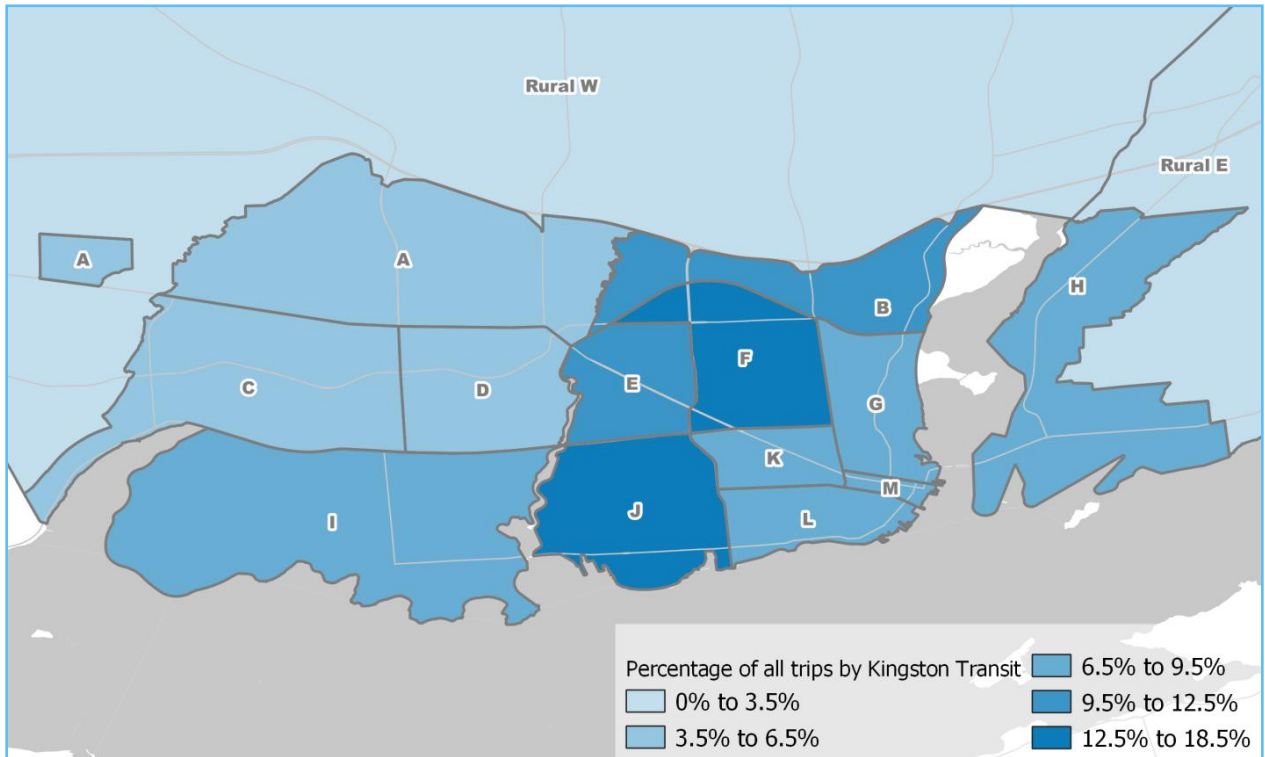 Rural W
Rural E
A
A
H
B
F
E
C
D
G
K
M
I
J
L
Percentage of all trips by Kingston Transit
0% to 3.5%
3.5% to 6.5%
6.5% to 9.5%
9.5% to 12.5%
12.5% to 18.5%